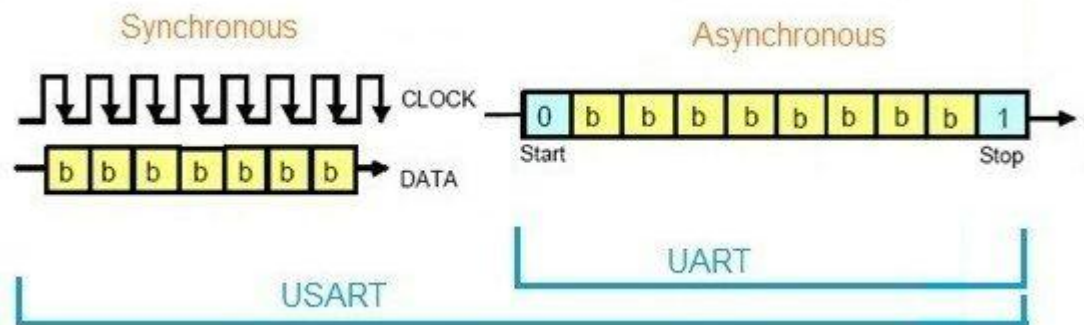 Synchronous
Asynchronous
CLOCK
0 b b b b b b b b 1
Start Stop
b b b b b b b DATA
UART
USART